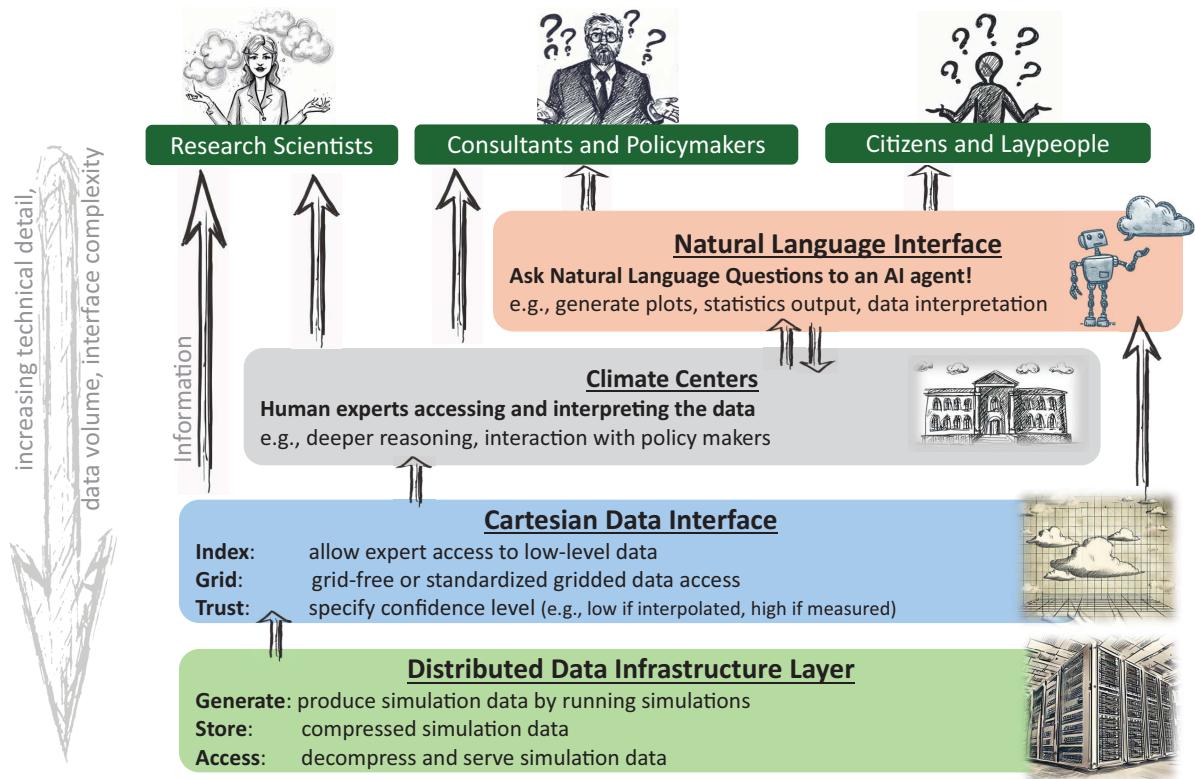 Research Scientists
Consultants and Policymakers
Citizens and Laypeople
increasing technical detail,
data volume, interface complexity
Information
Natural Language Interface
Ask Natural Language Questions to an AI agent!
e.g., generate plots, statistics output, data interpretation
Climate Centers
Human experts accessing and interpreting the data
e.g., deeper reasoning, interaction with policy makers
Cartesian Data Interface
Index: allow expert access to low-level data
Grid: grid-free or standardized gridded data access
Trust: specify confidence level (e.g., low if interpolated, high if measured)
Distributed Data Infrastructure Layer
Generate: produce simulation data by running simulations
Store: compressed simulation data
Access: decompress and serve simulation data